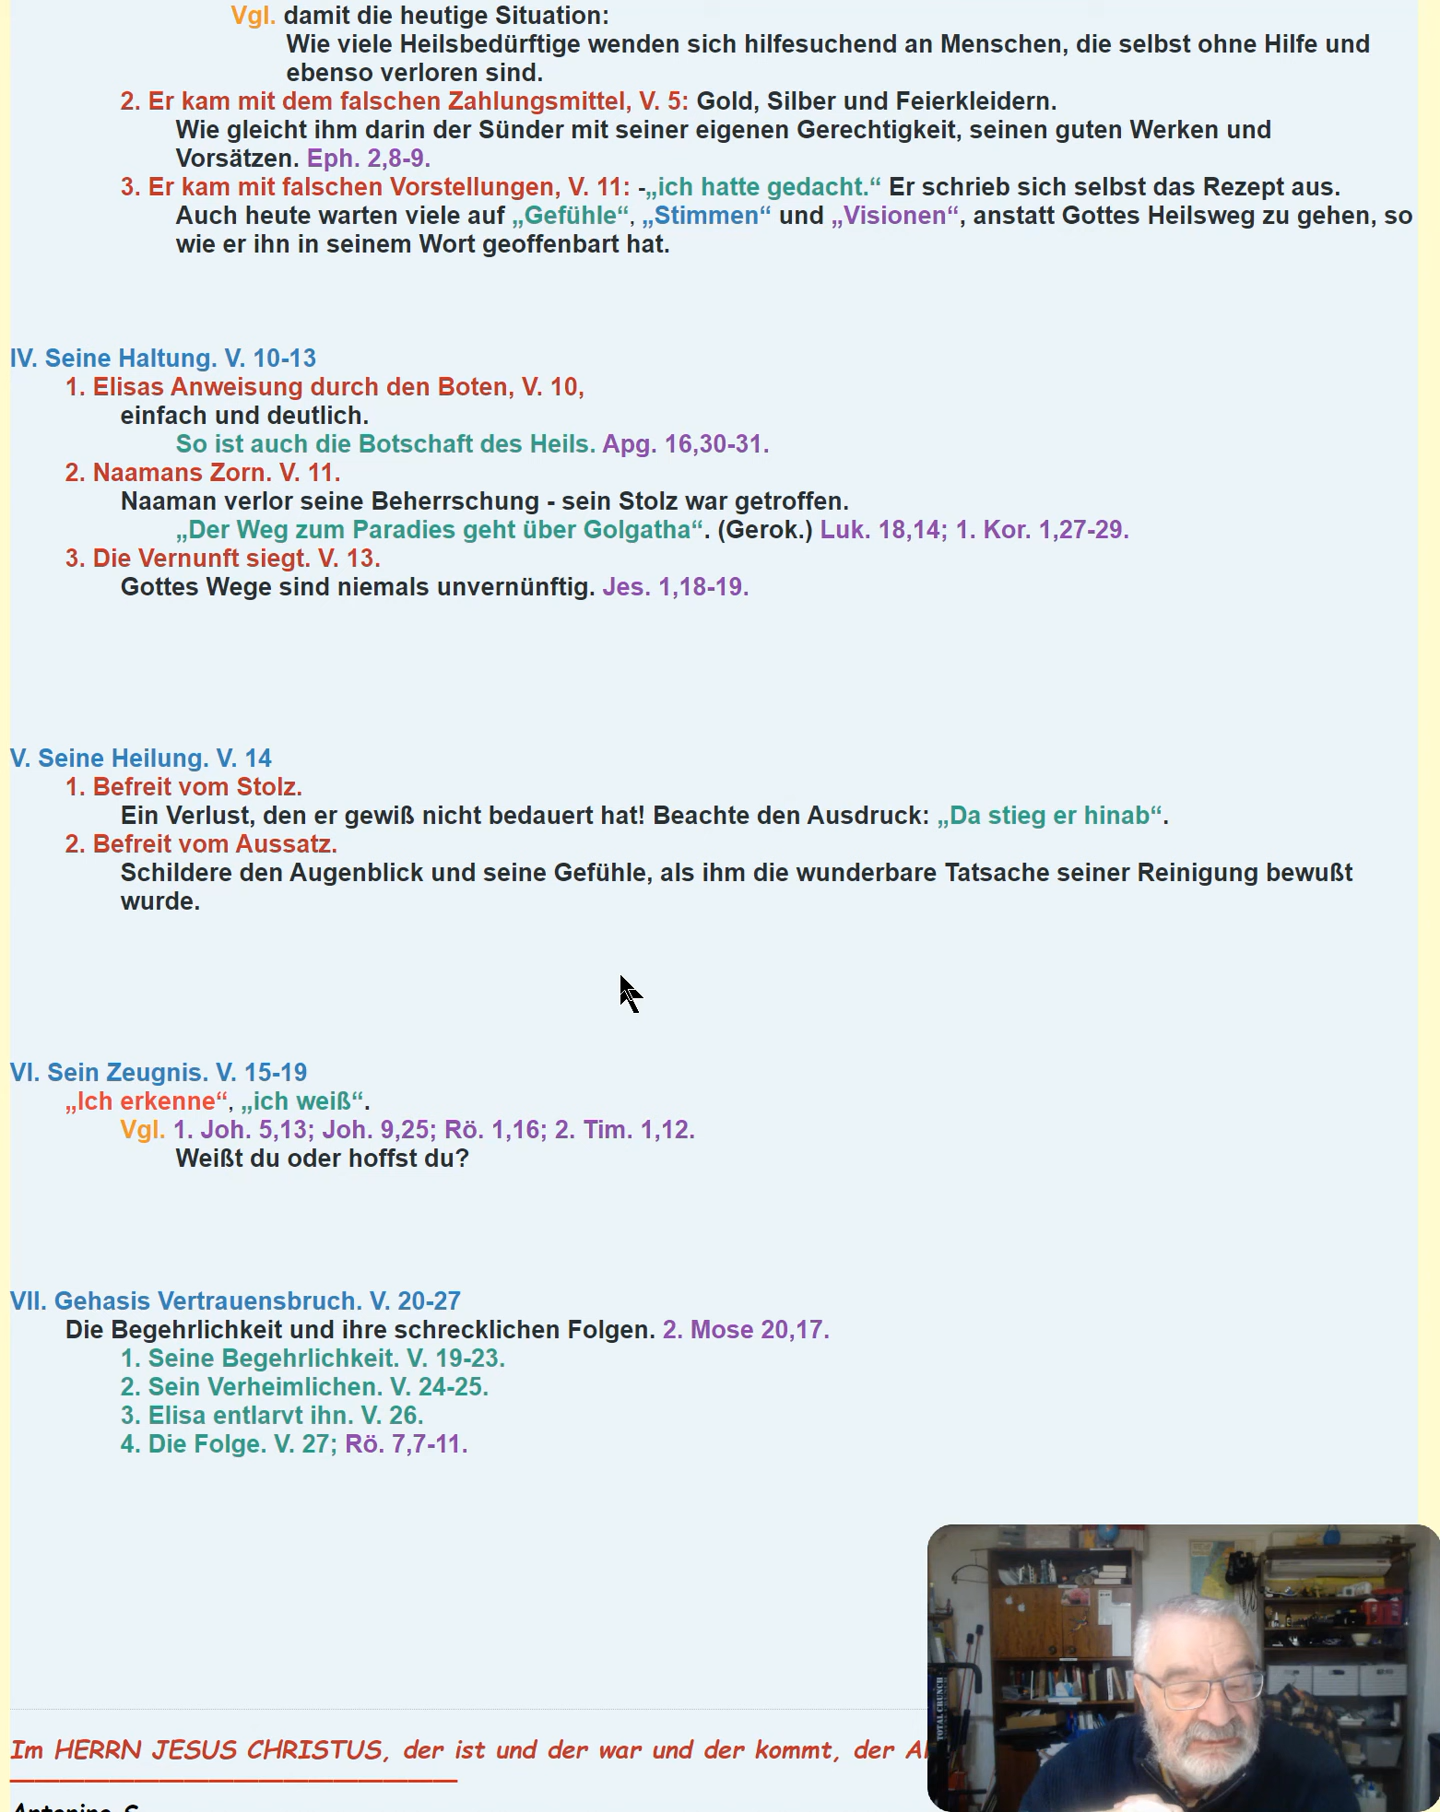 Vgl. damit die heutige Situation:
Wie viele Heilsbedürftige wenden sich hilfesuchend an Menschen, die selbst ohne Hilfe und
ebenso verloren sind.
2. Er kam mit dem falschen Zahlungsmittel, V. 5: Gold, Silber und Feierkleidern.
Wie gleicht ihm darin der Sünder mit seiner eigenen Gerechtigkeit, seinen guten Werken und
Vorsätzen. Eph. 2,8-9.
3. Er kam mit falschen Vorstellungen, V. 11: -„ich hatte gedacht.“ Er schrieb sich selbst das Rezept aus.
Auch heute warten viele auf „Gefühle“, „Stimmen“ und „Visionen“, anstatt Gottes Heilsweg zu gehen, so
wie er ihn in seinem Wort geoffenbart hat.
IV. Seine Haltung. V. 10-13
1. Elisas Anweisung durch den Boten, V. 10,
einfach und deutlich.
So ist auch die Botschaft des Heils. Apg. 16,30-31.
2. Naamans Zorn. V. 11.
Naaman verlor seine Beherrschung - sein Stolz war getroffen.
„Der Weg zum Paradies geht über Golgatha“. (Gerok.) Luk. 18,14; 1. Kor. 1,27-29.
3. Die Vernunft siegt. V. 13.
Gottes Wege sind niemals unvernünftig. Jes. 1,18-19.
V. Seine Heilung. V. 14
1. Befreit vom Stolz.
Ein Verlust, den er gewiß nicht bedauert hat! Beachte den Ausdruck: „Da stieg er hinab“.
2. Befreit vom Aussatz.
Schildere den Augenblick und seine Gefühle, als ihm die wunderbare Tatsache seiner Reinigung bewußt
wurde.
VI. Sein Zeugnis. V. 15-19
„Ich erkenne“, „ich weiß“.
Vgl. 1. Joh. 5,13; Joh. 9,25; Rö. 1,16; 2. Tim. 1,12.
Weißt du oder hoffst du?
VII. Gehasis Vertrauensbruch. V. 20-27
Die Begehrlichkeit und ihre schrecklichen Folgen. 2. Mose 20,17.
1. Seine Begehrlichkeit. V. 19-23.
2. Sein Verheimlichen. V. 24-25.
3. Elisa entlarvt ihn. V. 26.
4. Die Folge. V. 27; Rö. 7,7-11.
Im HERRN JESUS CHRISTUS, der ist und der war und der kommt, der
TOTAL CRUNCH